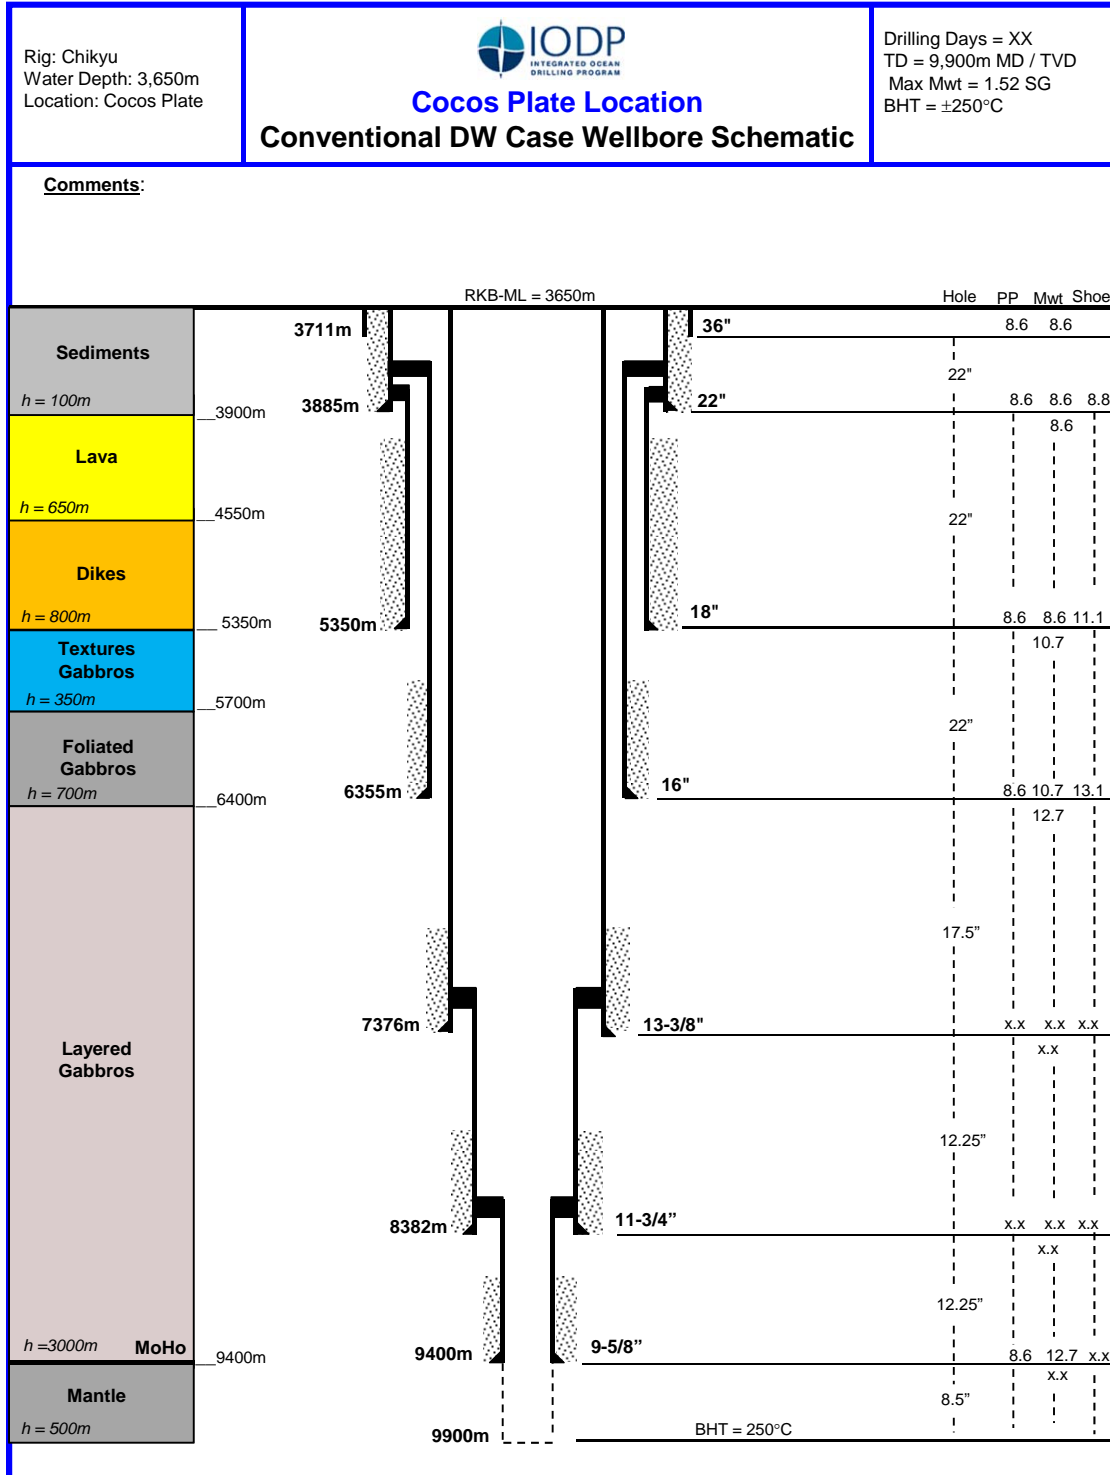 Rig: Chikyu
Water Depth: 3,650m
Location: Cocos Plate
IODP
INTEGRATED OCEAN
DRILLING PROGRAM
Cocos Plate Location
Conventional DW Case Wellbore Schematic
Drilling Days = XX
TD = 9,900m MD / TVD
Max Mwt = 1.52 SG
BHT = ±250°C
Comments:
RKB-ML = 3650m
Hole PP Mwt Shoe
3711m 36" 8.6 8.6
Sediments
22"
h = 100m
3885m 22" 8.6 8.6 8.8
__3900m
8.6
Lava
h = 650m
__4550m
22"
Dikes
h = 800m
18"
8.6 8.6 11.1
__ 5350m
5350m
10.7
Textures
Gabbros
h = 350m
__5700m
22”
Foliated
Gabbros
h = 700m
6355m 16" 8.6 10.7 13.1
__6400m
12.7
17.5”
7376m 13-3/8" x.x x.x x.x
x.x
Layered
Gabbros
12.25”
8382m 11-3/4” x.x x.x x.x
x.x
12.25”
h =3000m MoHo
9400m 9-5/8” 8.6 12.7 x.x
__9400m
x.x
Mantle
8.5”
h = 500m
9900m BHT = 250°C